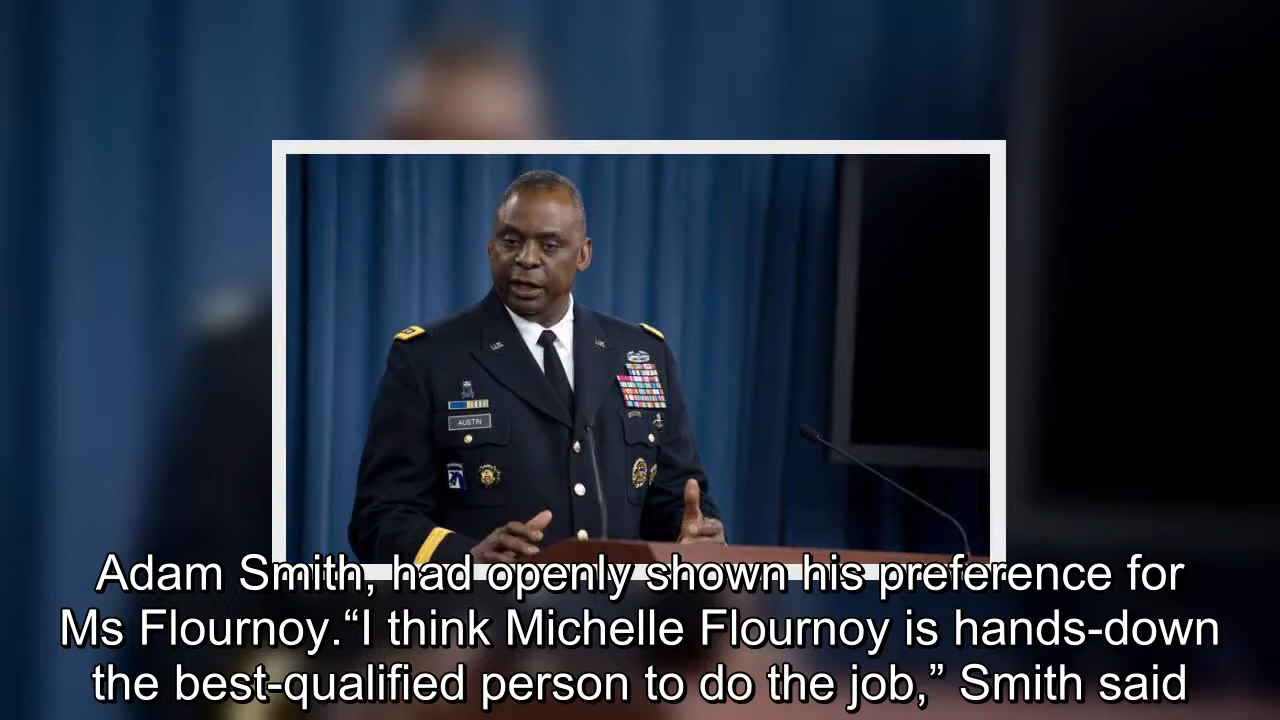 AUSTIN
Adam Smith, had openly shown his preference for
Ms Flournoy.“I think Michelle Flournoy is hands-down
the best-qualified person to do the job,” Smith said